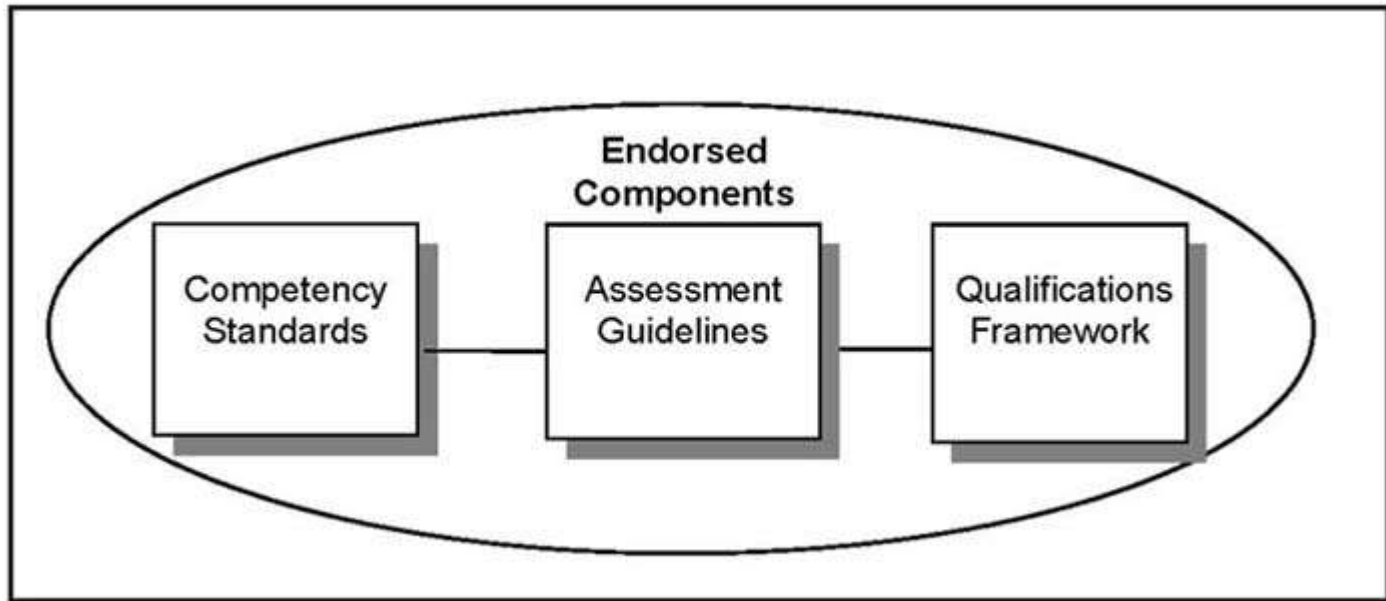 Endorsed
Components
Competency
Standards
Assessment
Guidelines
Qualifications
Framework